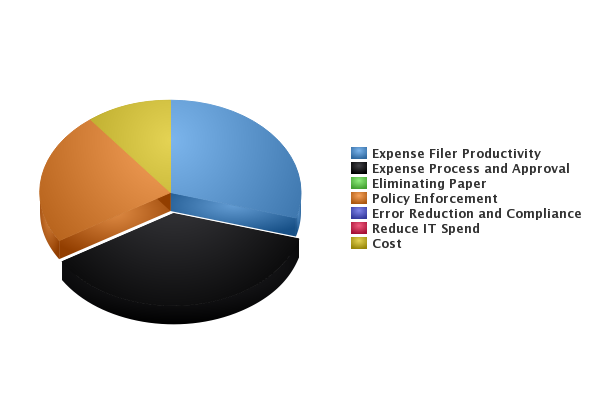 Expense Filer Productivity
Expense Process and Approval
Eliminating Paper
Policy Enforcement
Error Reduction and Compliance
Reduce IT Spend
Cost